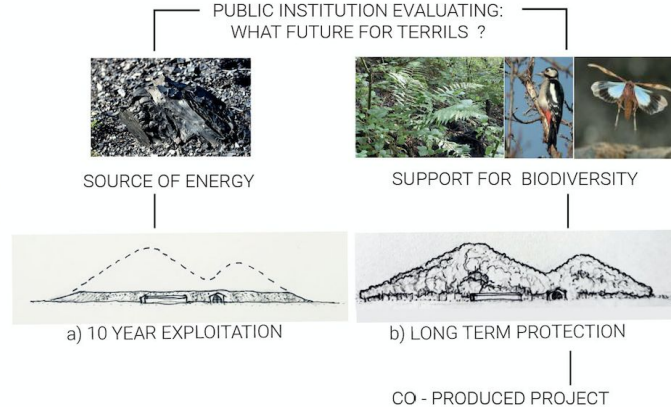 PUBLIC INSTITUTION EVALUATING:
WHAT FUTURE FOR TERRILS ?
SOURCE OF ENERGY
SUPPORT FOR BIODIVERSITY
a) 10 YEAR EXPLOITATION
b) LONG TERM PROTECTION
CO - PRODUCED PROJECT